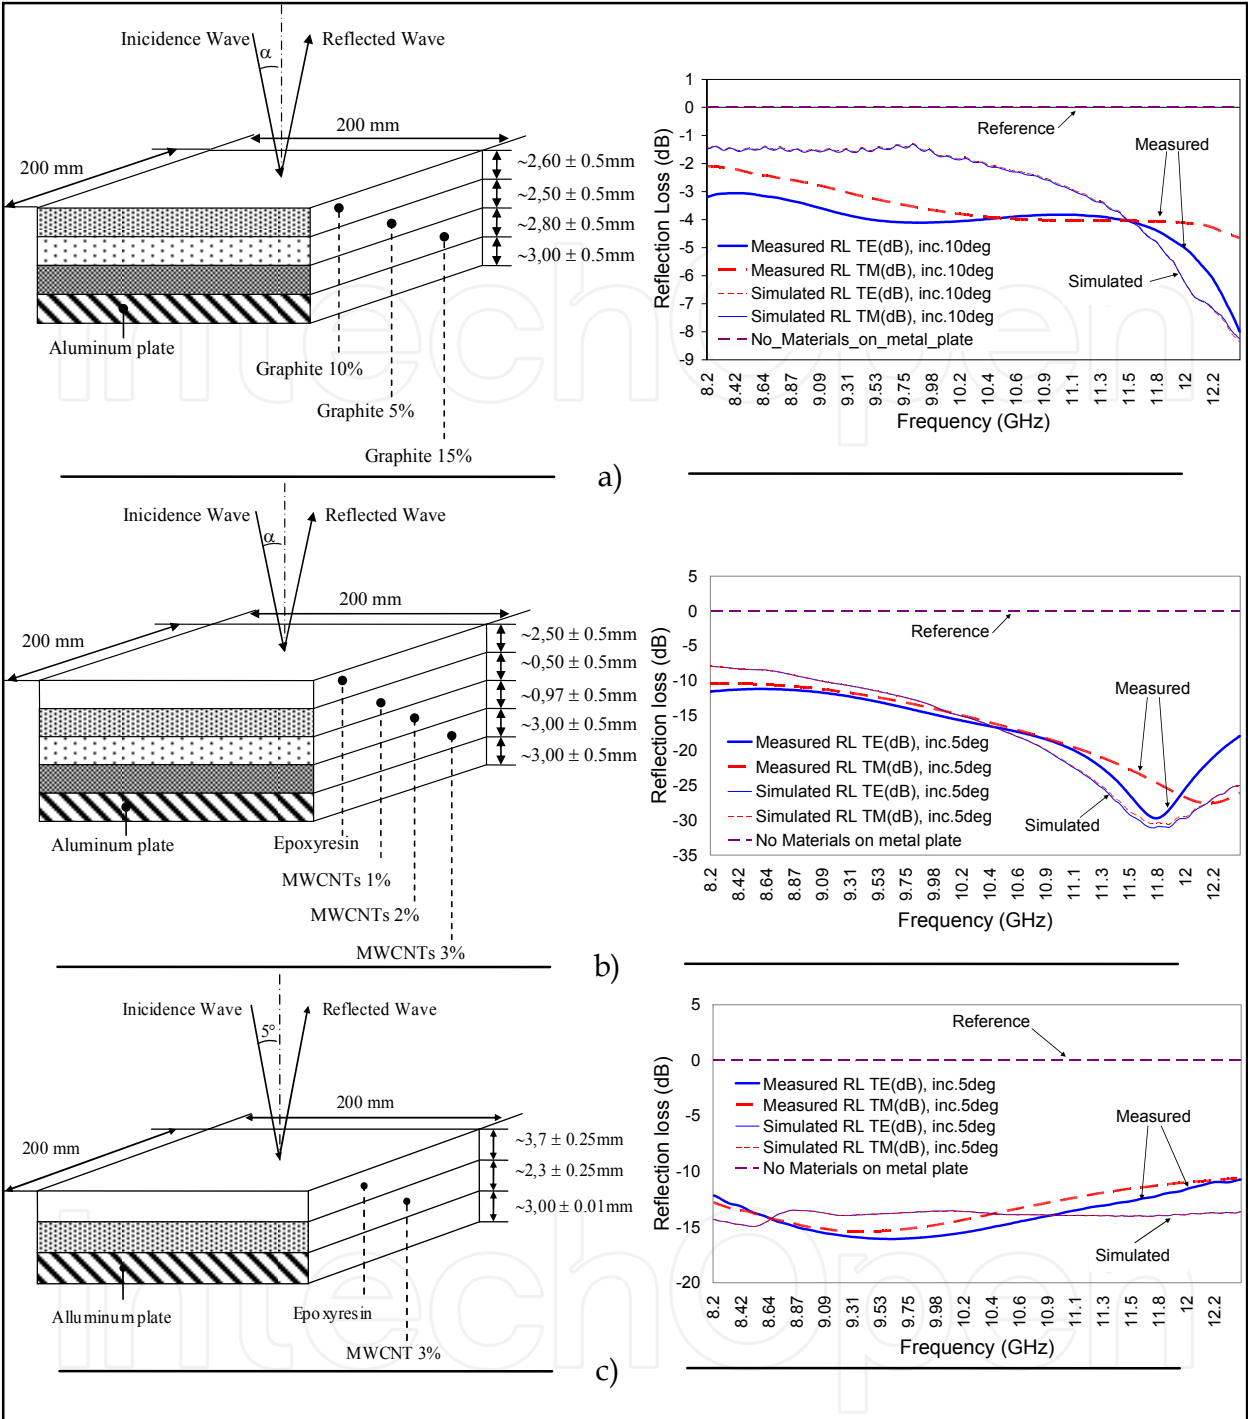 Inicidence Wave
Reflected Wave
α
200 mm
200 mm
~2,60 ± 0.5mm
~2,50 ± 0.5mm
~2,80 ± 0.5mm
~3,00 ± 0.5mm
Aluminum plate
Graphite 10%
Graphite 5%
Graphite 15%
Reflection Loss (dB)
1
0
-1
-2
-3
-4
-5
-6
-7
-8
-9
Reference
Measured
Simulated
Measured RL TE(dB), inc.10deg
Measured RL TM(dB), inc.10deg
Simulated RL TE(dB), inc.10deg
Simulated RL TM(dB), inc.10deg
No_Materials_on_metal_plate
8.2 8.42 8.64 8.87 9.09 9.31 9.53 9.75 9.98 10.2 10.4 10.6 10.9 11.1 11.3 11.5 11.8 12 12.2
Frequency (GHz)
a)
Inicidence Wave
Reflected Wave
α
200 mm
200 mm
~2,50 ± 0.5mm
~0,50 ± 0.5mm
~0,97 ± 0.5mm
~3,00 ± 0.5mm
~3,00 ± 0.5mm
Aluminum plate
Epoxyresin
MWCNTs 1%
MWCNTs 2%
MWCNTs 3%
Reflection loss (dB)
5
0
-5
-10
-15
-20
-25
-30
-35
Reference
Measured
Simulated
Measured RL TE(dB), inc.5deg
Measured RL TM(dB), inc.5deg
Simulated RL TE(dB), inc.5deg
Simulated RL TM(dB), inc.5deg
No Materials on metal plate
8.2 8.42 8.64 8.87 9.09 9.31 9.53 9.75 9.98 10.2 10.4 10.6 10.9 11.1 11.3 11.5 11.8 12 12.2
Frequency (GHz)
b)
Inicidence Wave
Reflected Wave
5°
200 mm
200 mm
~3,7 ± 0.25mm
~2,3 ± 0.25mm
~3,00 ± 0.01mm
Alluminum plate
Epoxyresin
MWCNT 3%
Reflection loss (dB)
5
0
-5
-10
-15
-20
Reference
Measured
Simulated
Measured RL TE(dB), inc.5deg
Measured RL TM(dB), inc.5deg
Simulated RL TE(dB), inc.5deg
Simulated RL TM(dB), inc.5deg
No Materials on metal plate
8.2 8.42 8.64 8.87 9.09 9.31 9.53 9.75 9.98 10.2 10.4 10.6 10.9 11.1 11.3 11.5 11.8 12 12.2
Frequency (GHz)
c)
intechopen
intechopen